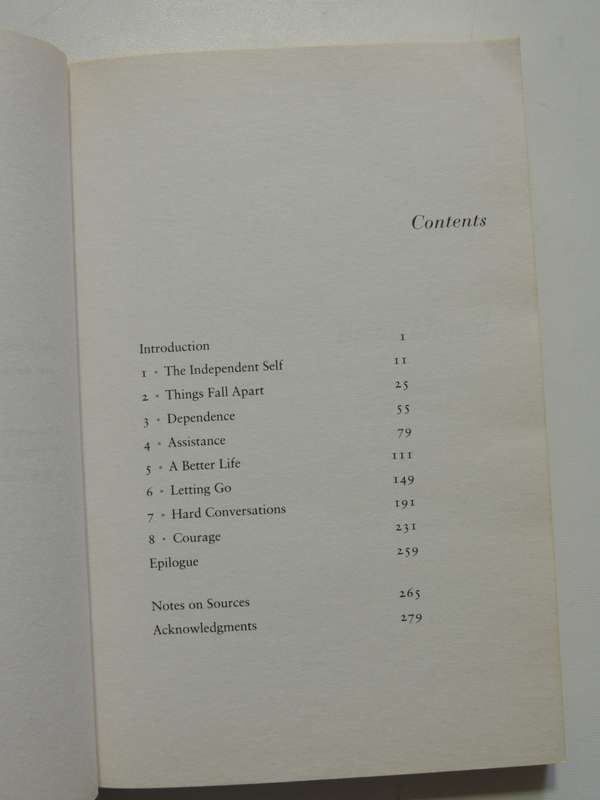 Contents
Introduction 1
1 • The Independent Self 11
2 • Things Fall Apart 25
3 • Dependence 55
4 • Assistance 79
5 • A Better Life 111
6 • Letting Go 149
7 • Hard Conversations 191
8 • Courage 231
Epilogue 259
Notes on Sources 265
Acknowledgments 279